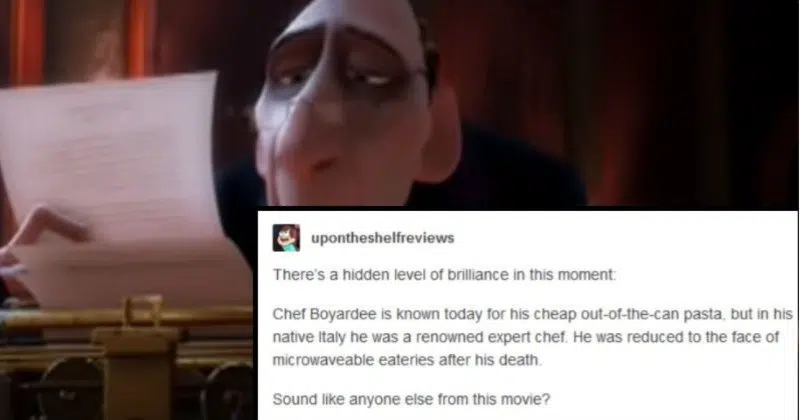 upontheshelfreviews
There's a hidden level of brilliance in this moment:
Chef Boyardee is known today for his cheap out-of-the-can pasta, but in his
native Italy he was a renowned expert chef. He was reduced to the face of
microwaveable eateries after his death.
Sound like anyone else from this movie?